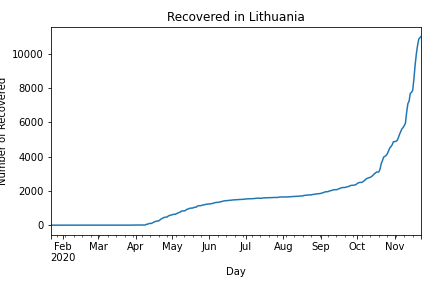 Recovered in Lithuania
Number of Recovered
10000
8000
6000
4000
2000
0
Feb
2020
Mar
Apr
May
Jun
Jul
Aug
Sep
Oct
Nov
Day